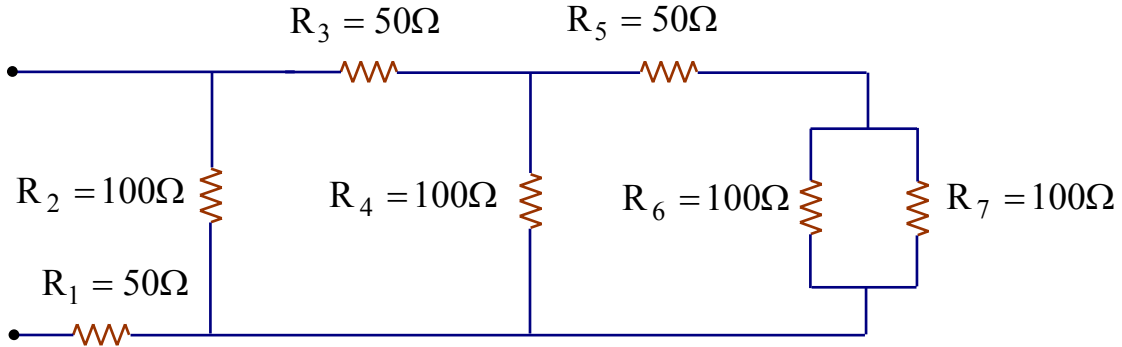 R₃ = 50Ω
R₅ = 50Ω
R₂ = 100Ω
R₄ = 100Ω
R₆ = 100Ω
R₇ = 100Ω
R₁ = 50Ω